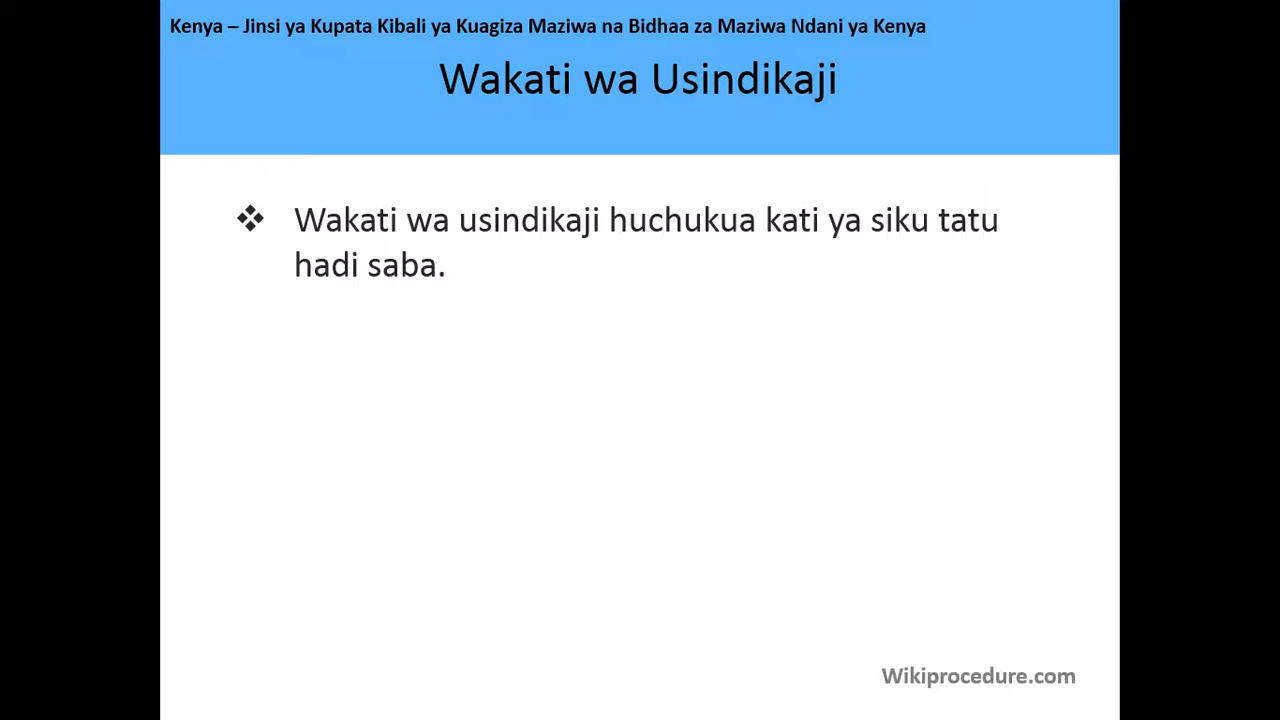 Kenya – Jinsi ya Kupata Kibali ya Kuagiza Maziwa na Bidhaa za Maziwa Ndani ya Kenya
Wakati wa Usindikaji
❖ Wakati wa usindikaji huchukua kati ya siku tatu
hadi saba.
Wikiprocedure.com